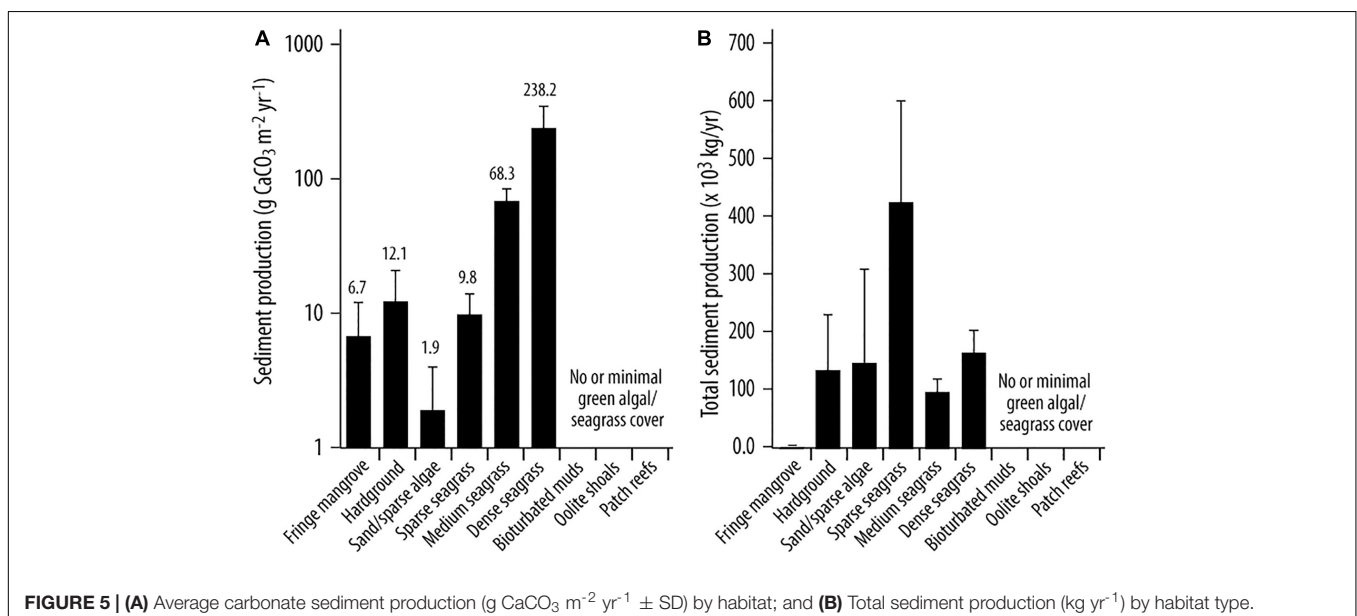 A
Sediment production (g CaCO₃ m⁻² yr⁻¹)
1000
100
10
1
6.7
12.1
1.9
9.8
68.3
238.2
No or minimal
green algal/
seagrass cover
Fringe mangrove
Hardground
Sand/sparse algae
Sparse seagrass
Medium seagrass
Dense seagrass
Bioturbated muds
Oolite shoals
Patch reefs
B
Total sediment production (x 10³ kg/yr)
700
600
500
400
300
200
100
0.0
No or minimal
green algal/
seagrass cover
Fringe mangrove
Hardground
Sand/sparse algae
Sparse seagrass
Medium seagrass
Dense seagrass
Bioturbated muds
Oolite shoals
Patch reefs
FIGURE 5 | (A) Average carbonate sediment production (g CaCO₃ m⁻² yr⁻¹ ± SD) by habitat; and (B) Total sediment production (kg yr⁻¹) by habitat type.